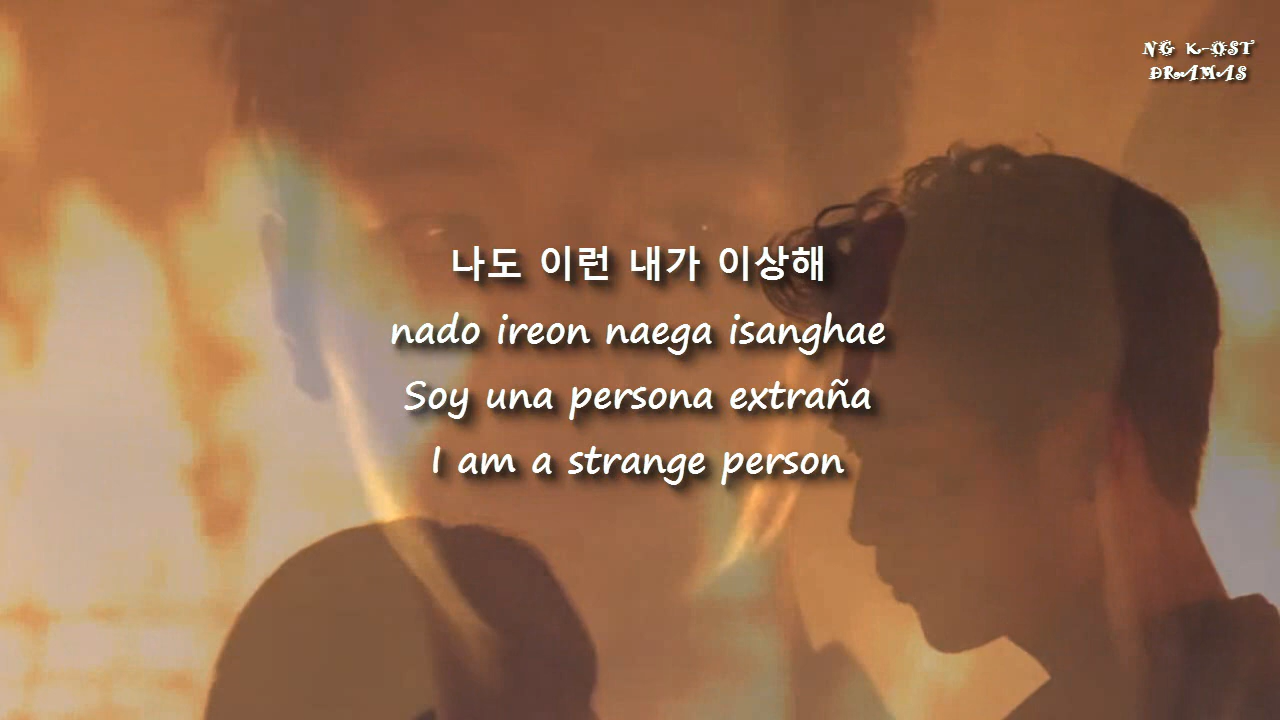 NG K-OST
DRAMAS
나도 이런 내가 이상해
nado ireon naega isanghae
Soy una persona extraña
I am a strange person